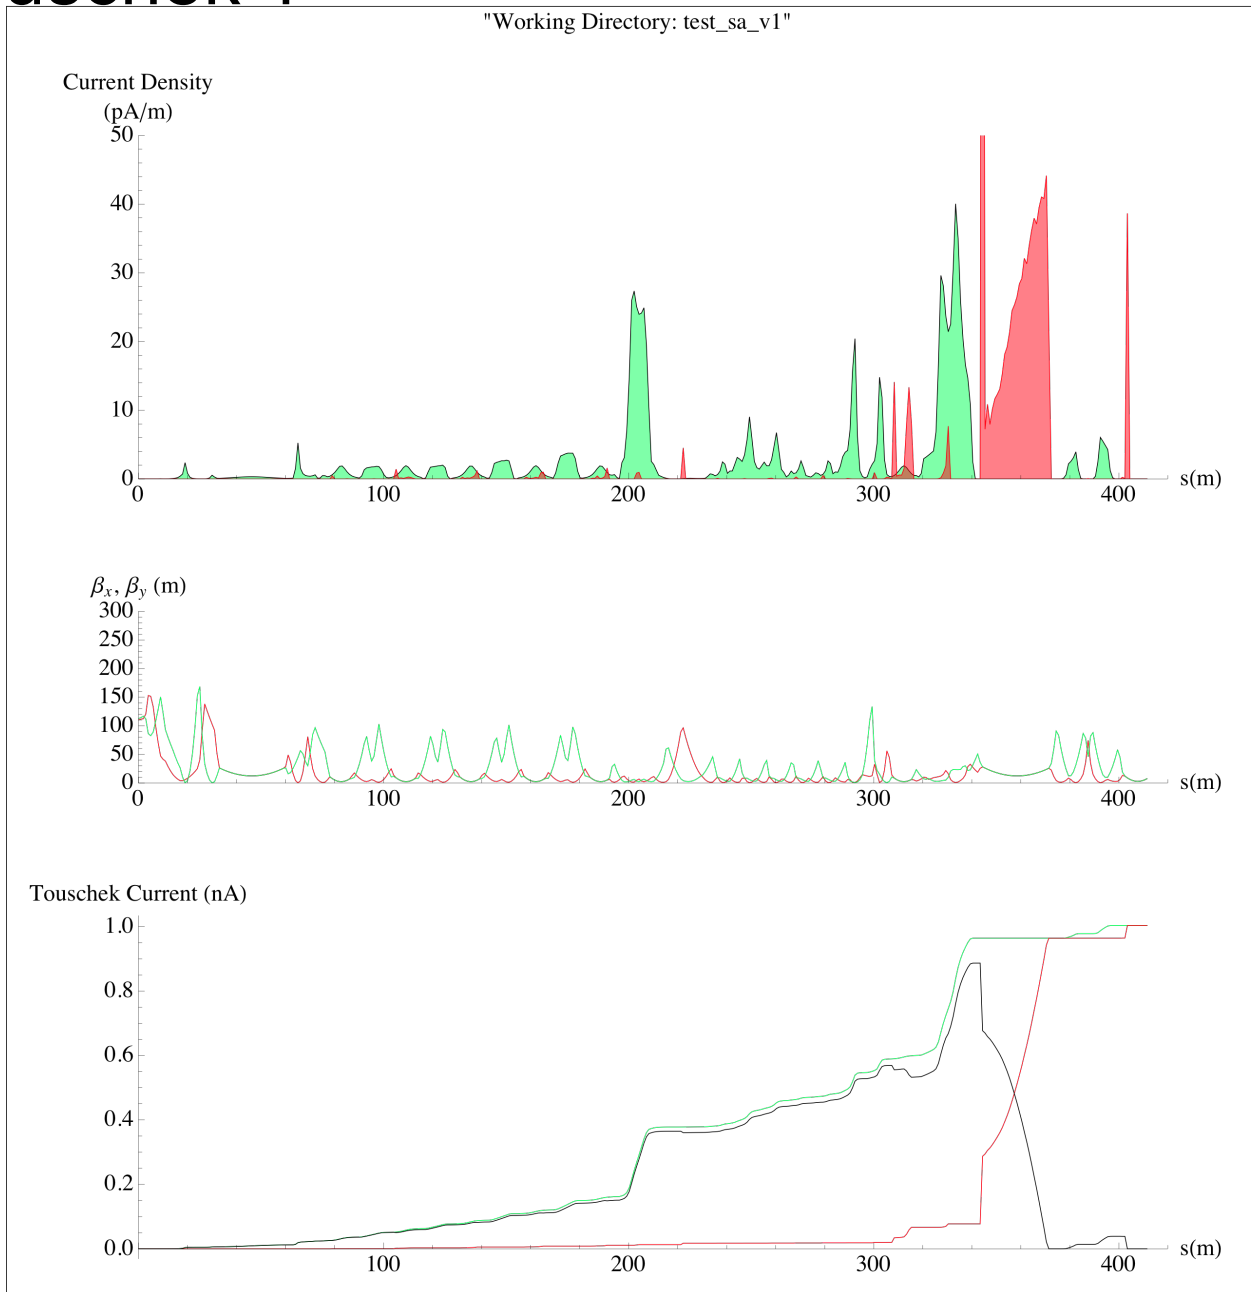 "Working Directory: test_sa_v1"
Current Density
(pA/m)
50
40
30
20
10
0
0 100 200 300 400 s(m)
βx, βy (m)
300
250
200
150
100
50
0
0 100 200 300 400 s(m)
Touschek Current (nA)
1.0
0.8
0.6
0.4
0.2
0.0
100 200 300 400 s(m)